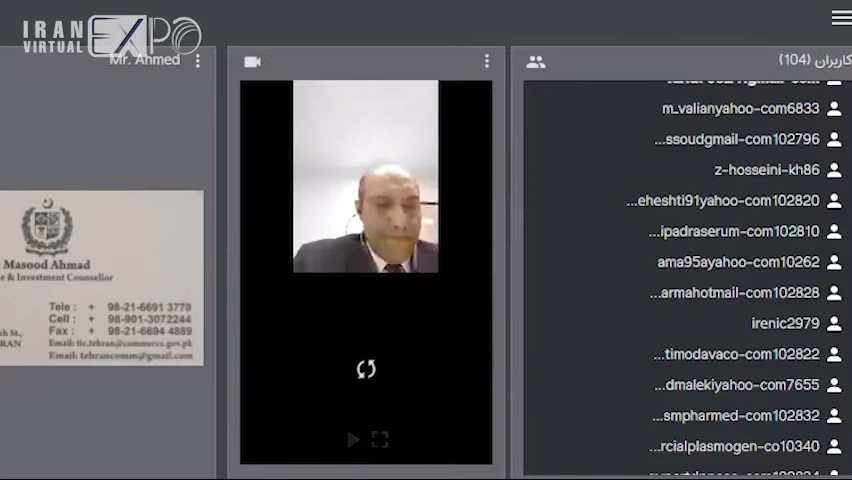 IRAN EXPO
VIRTUAL
Mr. Ahmed
کاربران (104)
Masood Ahmad
e & Investment Counsellor
Tele : + 98-21-6691 3770
Cell : + 98-901-3072244
Fax : + 98-21-6694 4889
Email: tic.tehran@commerce.gov.pk
Email: tehrancomm@gmail.com
eh St.,
RAN
m_valianyahoo-com6833
...ssoudgmail-com102796
z-hosseini-kh86
...eheshti91yahoo-com102820
...ipadraserum-com102810
ama95ayahoo-com10262
...armahotmail-com102828
irenic2979
...timodavaco-com102822
...dmalekiyahoo-com7655
...smpharmed-com102832
...rcialplasmogen-co10340